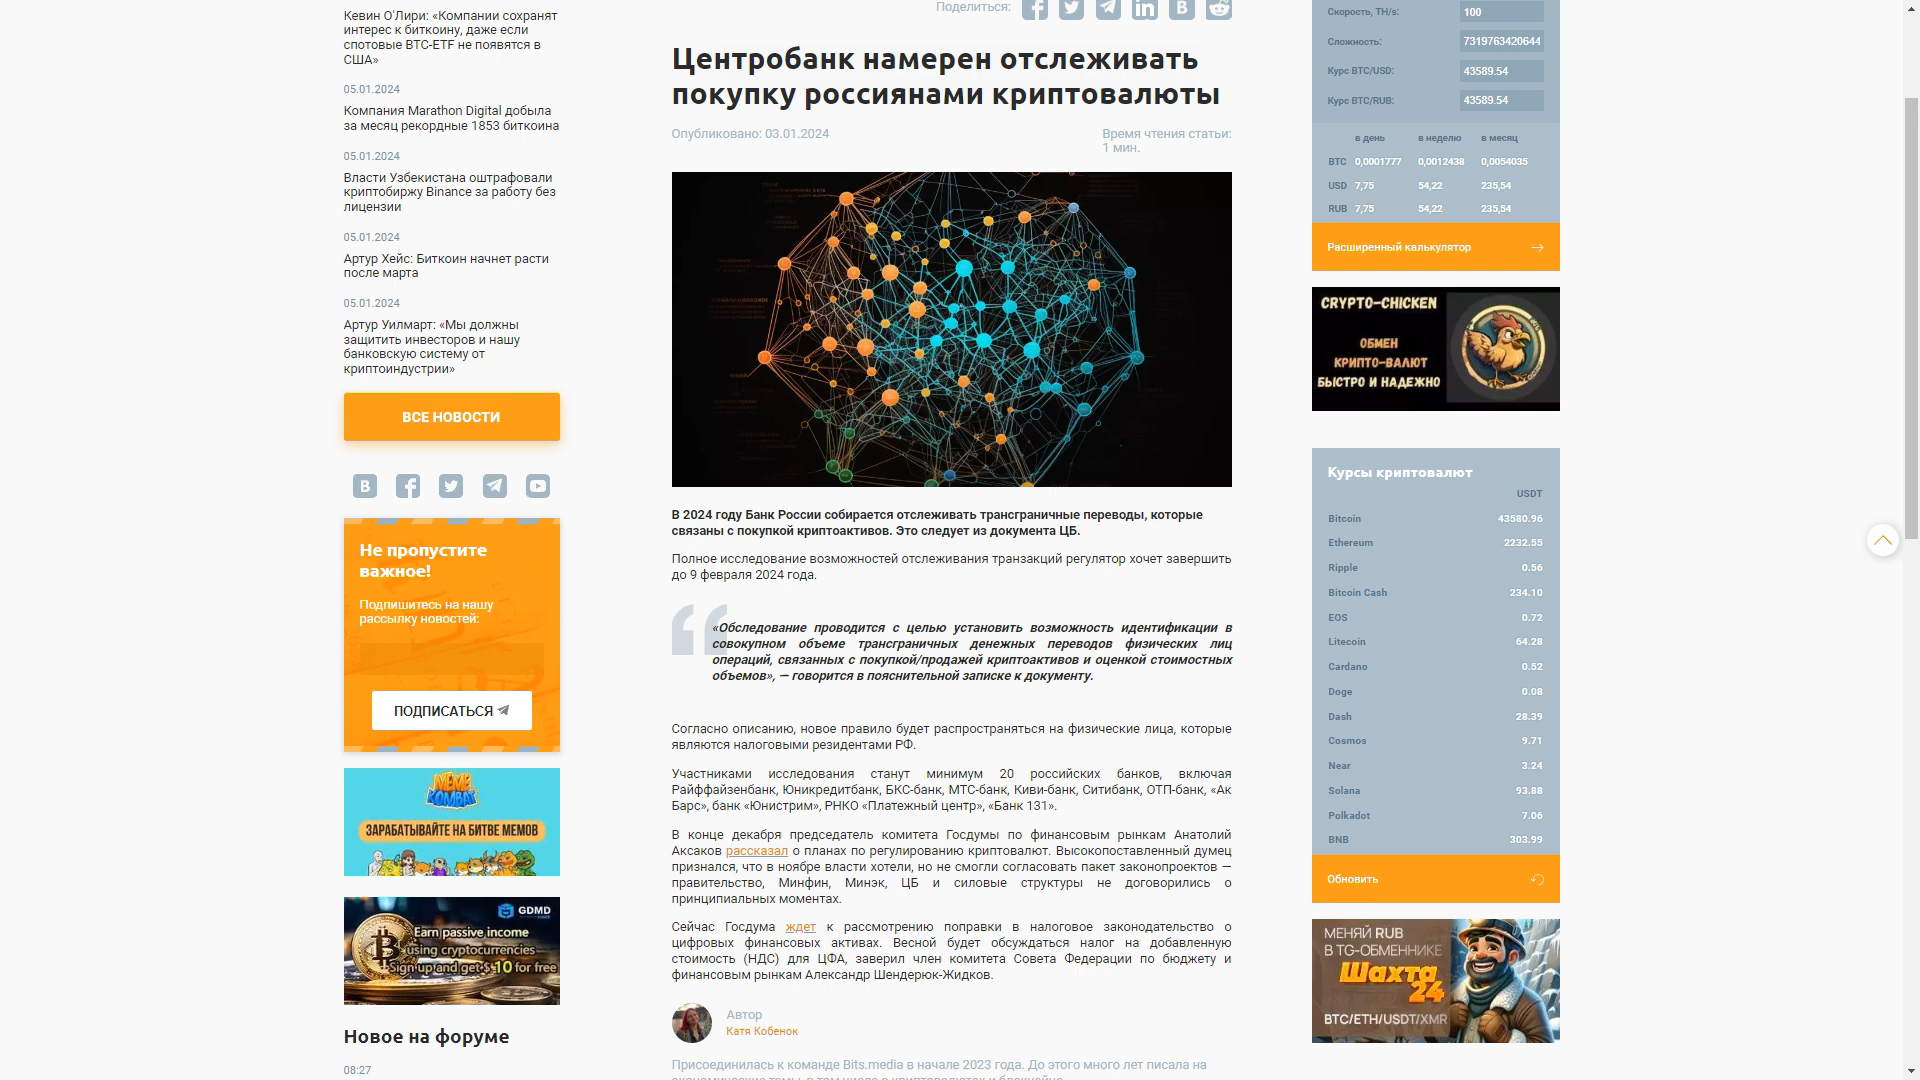 Кевин О'Лири: «Компании сохранят
интерес к биткоину, даже если
спотовые BTC-ETF не появятся в
США»
05.01.2024
Компания Marathon Digital добыла
за месяц рекордные 1853 биткоина
05.01.2024
Власти Узбекистана оштрафовали
криптобиржу Binance за работу без
лицензии
05.01.2024
Артур Хейс: Биткоин начнет расти
после марта
05.01.2024
Артур Уилмарт: «Мы должны
защитить инвесторов и нашу
банковскую систему от
криптоиндустрии»
ВСЕ НОВОСТИ
Не пропустите
важное!
Подпишитесь на нашу
рассылку новостей:
ПОДПИСАТЬСЯ
MEME
KOMBAT
ЗАРАБАТЫВАЙТЕ НА БИТВЕ МЕМОВ
GDMD
Earn passive income
using cryptocurrencies
Sign up and get $10 for free
Новое на форуме
08:27
Поделиться:
Центробанк намерен отслеживать
покупку россиянами криптовалюты
Опубликовано: 03.01.2024
Время чтения статьи:
1 мин.
В 2024 году Банк России собирается отслеживать трансграничные переводы, которые
связаны с покупкой криптоактивов. Это следует из документа ЦБ.
Полное исследование возможностей отслеживания транзакций регулятор хочет завершить
до 9 февраля 2024 года.
«Обследование проводится с целью установить возможность идентификации в
совокупном объеме трансграничных денежных переводов физических лиц
операций, связанных с покупкой/продажей криптоактивов и оценкой стоимостных
объемов», — говорится в пояснительной записке к документу.
Согласно описанию, новое правило будет распространяться на физические лица, которые
являются налоговыми резидентами РФ.
Участниками исследования станут минимум 20 российских банков, включая
Райффайзенбанк, Юникредитбанк, БКС-банк, МТС-банк, Киви-банк, Ситибанк, ОТП-банк, «Ак
Барс», банк «Юнистрим», РНКО «Платежный центр», «Банк 131».
В конце декабря председатель комитета Госдумы по финансовым рынкам Анатолий
Аксаков рассказал о планах по регулированию криптовалют. Высокопоставленный думец
признался, что в ноябре власти хотели, но не смогли согласовать пакет законопроектов —
правительство, Минфин, Минэк, ЦБ и силовые структуры не договорились о
принципиальных моментах.
Сейчас Госдума ждет к рассмотрению поправки в налоговое законодательство о
цифровых финансовых активах. Весной будет обсуждаться налог на добавленную
стоимость (НДС) для ЦФА, заверил член комитета Совета Федерации по бюджету и
финансовым рынкам Александр Шендерюк-Жидков.
Автор
Катя Кобенок
Присоединилась к команде Bits.media в начале 2023 года. До этого много лет писала на
Скорость, TH/s: 100
Сложность: 7319763420644
Курс BTC/USD: 43589.54
Курс BTC/RUB: 43589.54
в день в неделю в месяц
BTC 0,0001777 0,0012438 0,0054035
USD 7,75 54,22 235,54
RUB 7,75 54,22 235,54
Расширенный калькулятор
CRYPTO-CHICKEN
ОБМЕН
КРИПТО-ВАЛЮТ
БЫСТРО И НАДЕЖНО
Курсы криптовалют
USDT
Bitcoin 43580.96
Ethereum 2232.55
Ripple 0.56
Bitcoin Cash 234.10
EOS 0.72
Litecoin 64.28
Cardano 0.52
Doge 0.08
Dash 28.39
Cosmos 9.71
Near 3.24
Solana 93.88
Polkadot 7.06
BNB 303.99
Обновить
МЕНЯЙ RUB
В TG-ОБМЕННИКЕ
Шахта
24
BTC/ETH/USDT/XMR